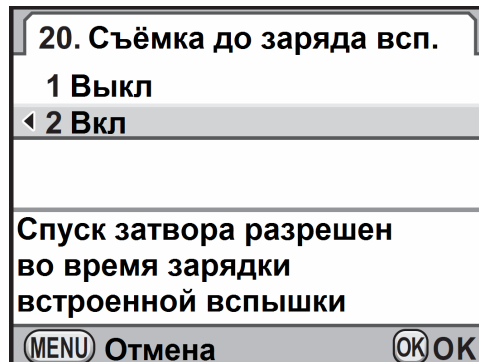 20. Съёмка до заряда всп.
1 Выкл
2 Вкл
Спуск затвора разрешен
во время зарядки
встроенной вспышки
MENU Отмена OK OK